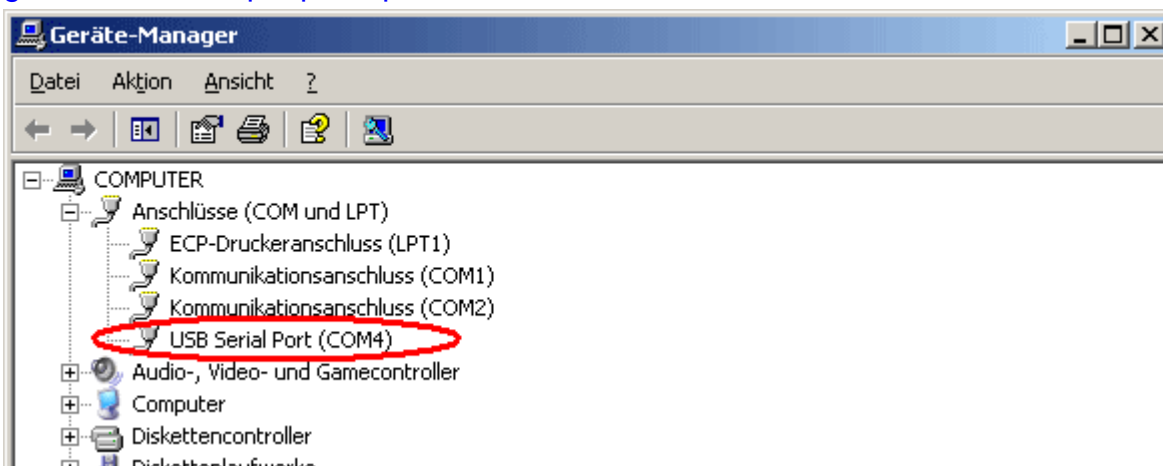 Geräte-Manager
Datei Aktion Ansicht ?
COMPUTER
Anschlüsse (COM und LPT)
ECP-Druckeranschluss (LPT1)
Kommunikationsanschluss (COM1)
Kommunikationsanschluss (COM2)
USB Serial Port (COM4)
Audio-, Video- und Gamecontroller
Computer
Diskettencontroller
Diskettenlaufwerke